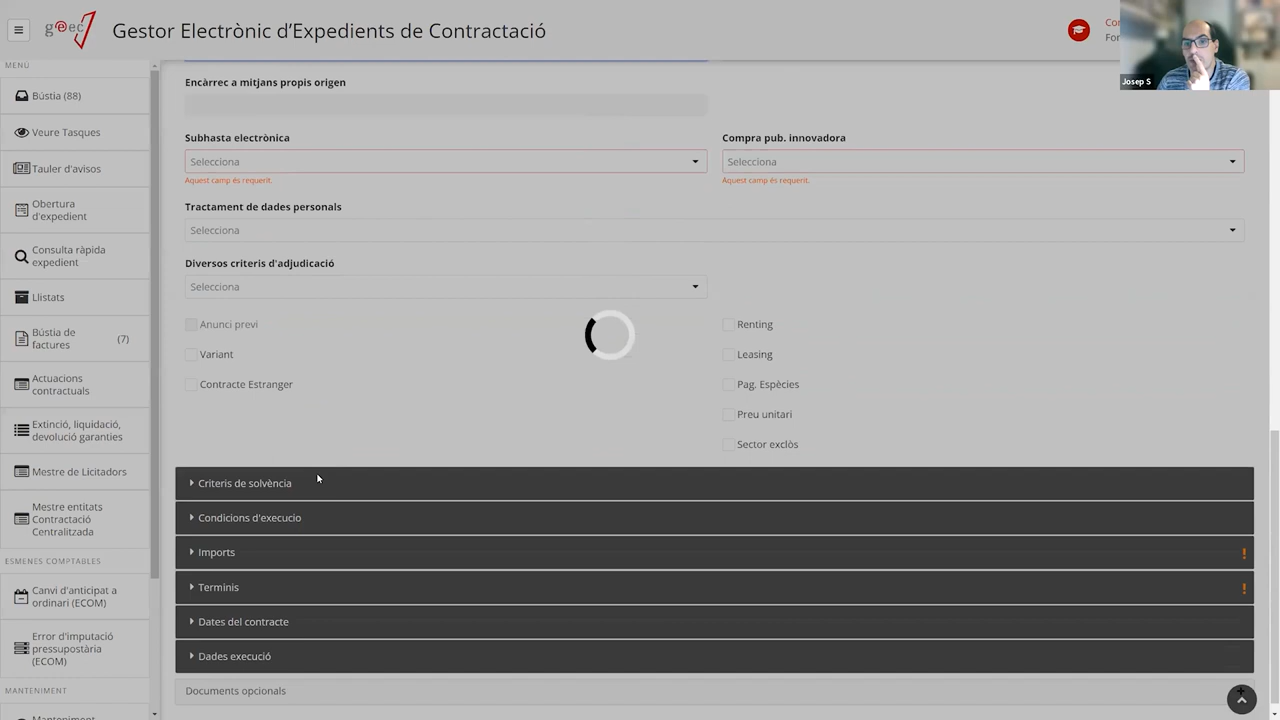 geec
Gestor Electrònic d'Expedients de Contractació
Con
For
Josep S
MENÚ
Bústia (88)
Veure Tasques
Tauler d'avisos
Obertura
d'expedient
Consulta ràpida
expedient
Llistats
Bústia de
factures
(7)
Actuacions
contractuals
Extinció, liquidació,
devolució garanties
Mestre de Licitadors
Mestre entitats
Contractació
Centralitzada
ESMENES COMPTABLES
Canvi d'anticipat a
ordinari (ECOM)
Error d'imputació
pressupostària
(ECOM)
MANTENIMENT
Manteniment
Encàrrec a mitjans propis origen
Subhasta electrònica
Compra pub. innovadora
Selecciona
Selecciona
Aquest camp és requerit.
Aquest camp és requerit.
Tractament de dades personals
Selecciona
Diversos criteris d'adjudicació
Selecciona
Anunci previ
Renting
Variant
Leasing
Contracte Estranger
Pag. Espècies
Preu unitari
Sector exclòs
Criteris de solvència
Condicions d'execucio
Imports
!
Terminis
!
Dates del contracte
Dades execució
Documents opcionals